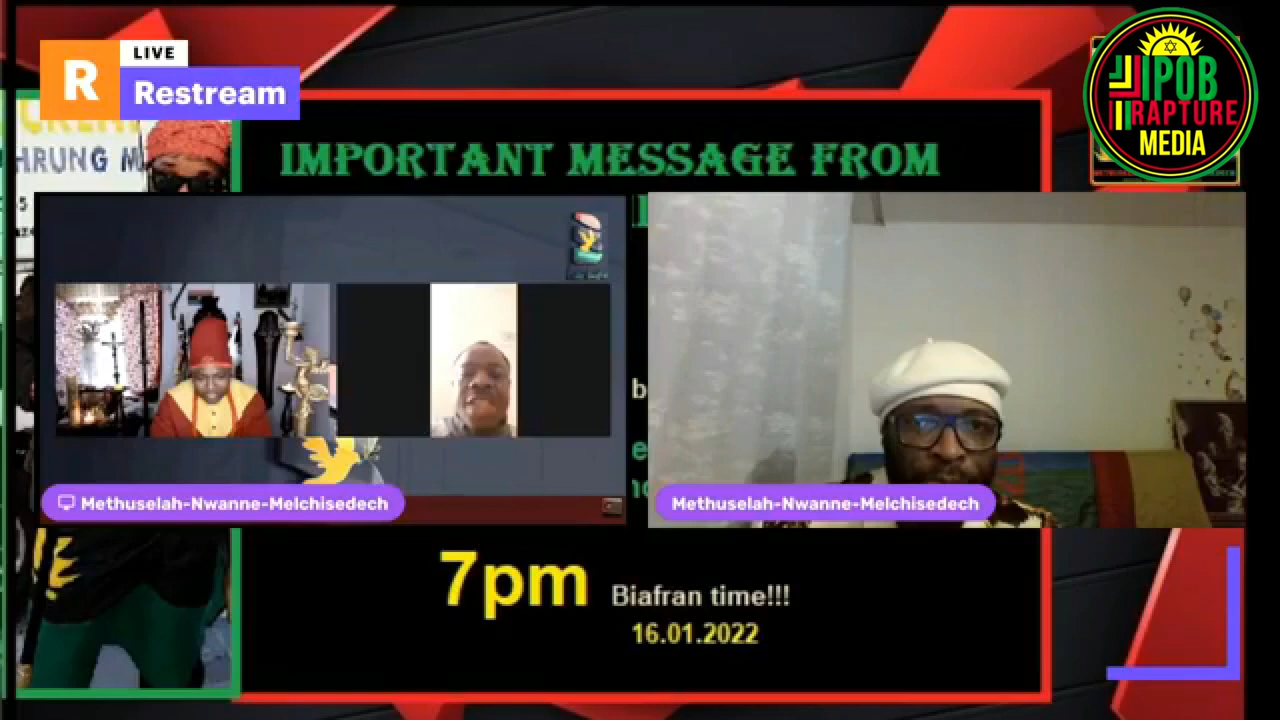 R
LIVE
Restream
IPOB
RAPTURE
MEDIA
HRUNG M
IMPORTANT MESSAGE FROM
Methuselah-Nwanne-Melchisedech
Methuselah-Nwanne-Melchisedech
7pm
Biafran time!!!
16.01.2022